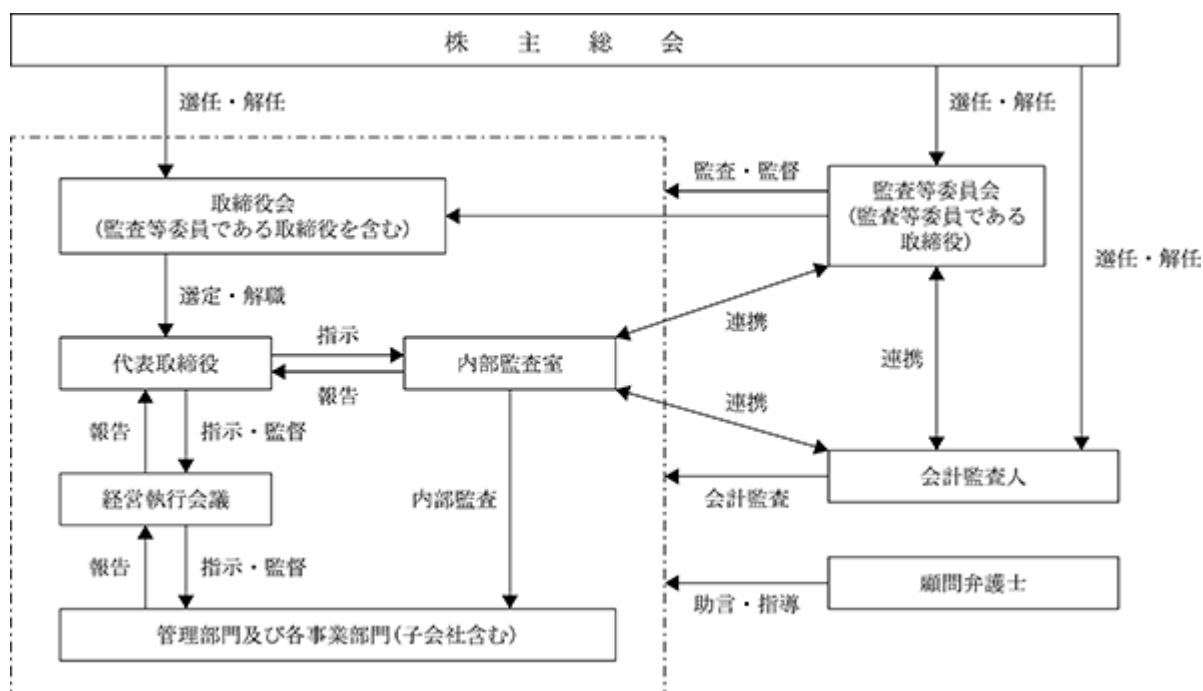 株主総会
選任・解任
選任・解任
監査・監督
取締役会
(監査等委員である取締役を含む)
監査等委員会
(監査等委員である
取締役)
選任・解任
選定・解職
連携
連携
指示
代表取締役
内部監査室
報告
連携
報告
指示・監督
経営執行会議
内部監査
会計監査人
会計監査
報告
指示・監督
顧問弁護士
助言・指導
管理部門及び各事業部門(子会社含む)